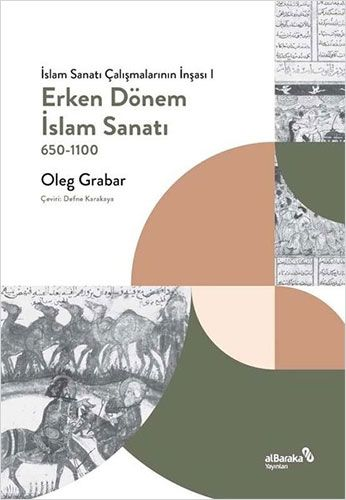 İslam Sanatı Çalışmalarının İnşası I
Erken Dönem
İslam Sanatı
650-1100
Oleg Grabar
Çeviri: Defne Karakaya
alBaraka
Yayınları